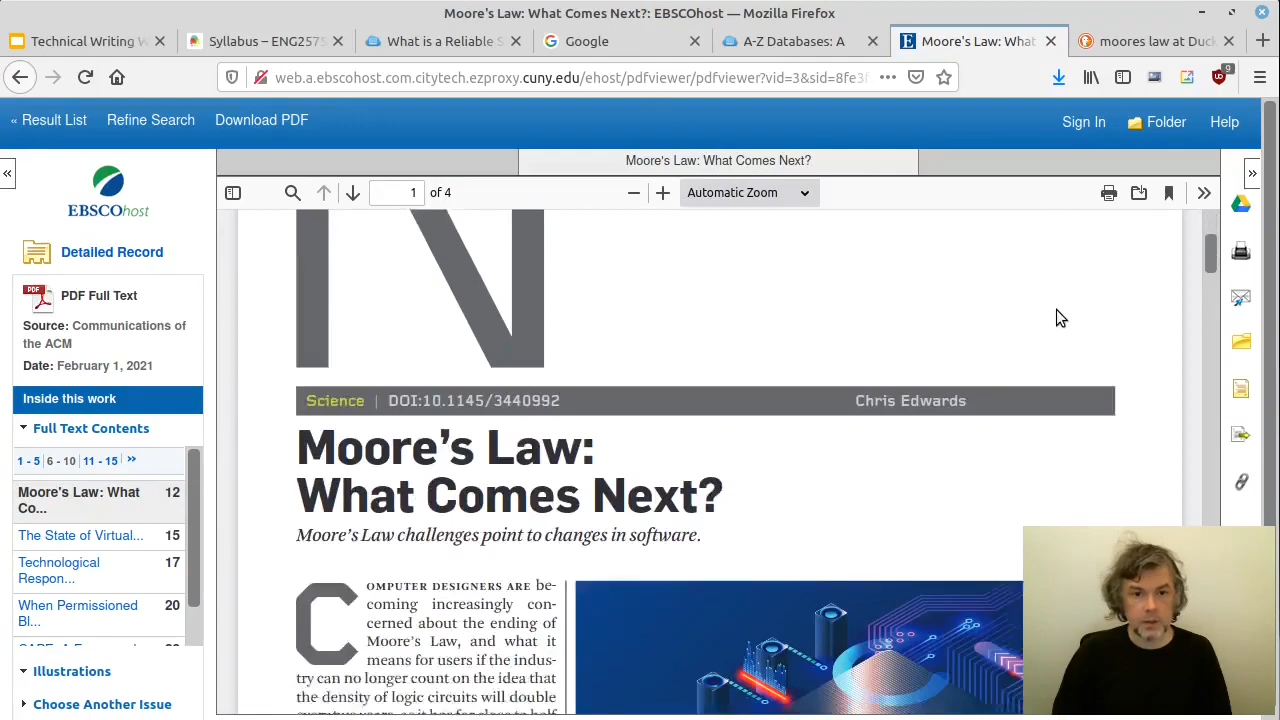 Moore's Law: What Comes Next?: EBSCOhost — Mozilla Firefox
Technical Writing W
Syllabus – ENG2575
What is a Reliable S
Google
A-Z Databases: A
Moore's Law: What
moores law at Duck
web.a.ebscohost.com.citytech.ezproxy.cuny.edu/ehost/pdfviewer/pdfviewer?vid=3&sid=8fe3f
9
« Result List
Refine Search
Download PDF
Sign In
Folder
Help
Moore's Law: What Comes Next?
1 of 4
Automatic Zoom
EBSCOhost
Detailed Record
PDF
PDF Full Text
Source: Communications of
the ACM
Date: February 1, 2021
Inside this work
Full Text Contents
1 - 5 | 6 - 10 | 11 - 15 | »
Moore's Law: What Co... 12
The State of Virtual... 15
Technological
Respon... 17
When Permissioned
Bl... 20
Illustrations
Choose Another Issue
N
Science | DOI:10.1145/3440992
Chris Edwards
Moore's Law:
What Comes Next?
Moore's Law challenges point to changes in software.
COMPUTER DESIGNERS ARE be-
coming increasingly con-
cerned about the ending of
Moore's Law, and what it
means for users if the indus-
try can no longer count on the idea that
the density of logic circuits will double